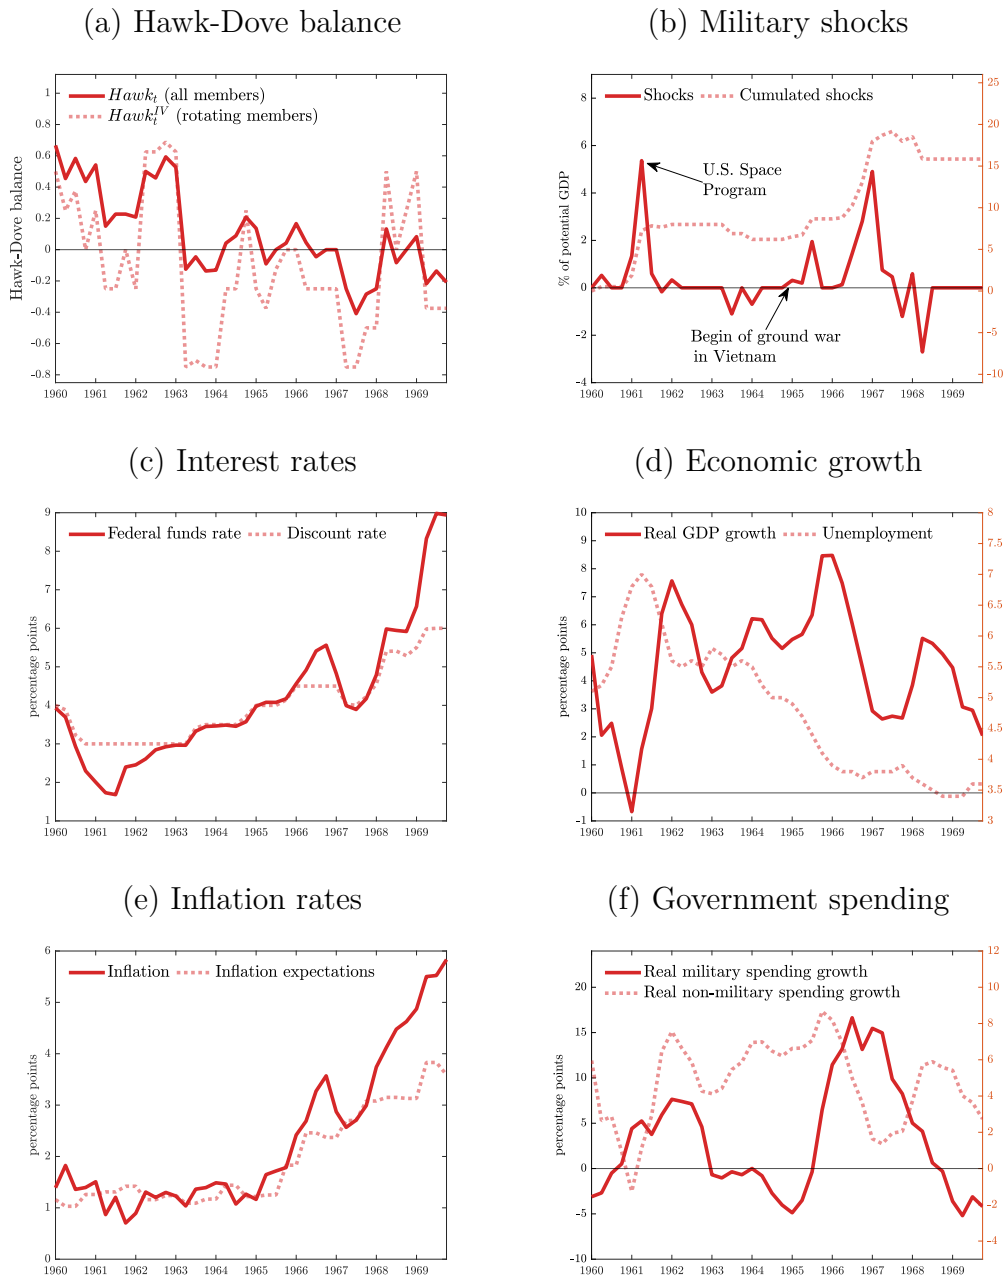 (a) Hawk-Dove balance
Hawk_t (all members)
Hawk_t^{IV} (rotating members)
Hawk-Dove balance
1
0.8
0.6
0.4
0.2
0
-0.2
-0.4
-0.6
-0.8
1960 1961 1962 1963 1964 1965 1966 1967 1968 1969
(b) Military shocks
Shocks Cumulated shocks
U.S. Space
Program
Begin of ground war
in Vietnam
% of potential GDP
8
6
4
2
0
-2
-4
25
20
15
10
5
0
-5
-10
1960 1961 1962 1963 1964 1965 1966 1967 1968 1969
(c) Interest rates
Federal funds rate Discount rate
percentage points
9
8
7
6
5
4
3
2
1
1960 1961 1962 1963 1964 1965 1966 1967 1968 1969
(d) Economic growth
Real GDP growth Unemployment
percentage points
10
9
8
7
6
5
4
3
2
1
0
-1
8
7.5
7
6.5
6
5.5
5
4.5
4
3.5
3
1960 1961 1962 1963 1964 1965 1966 1967 1968 1969
(e) Inflation rates
Inflation Inflation expectations
percentage points
6
5
4
3
2
1
0
1960 1961 1962 1963 1964 1965 1966 1967 1968 1969
(f) Government spending
Real military spending growth
Real non-military spending growth
percentage points
20
15
10
5
0
-5
-10
12
10
8
6
4
2
0
-2
-4
1960 1961 1962 1963 1964 1965 1966 1967 1968 1969